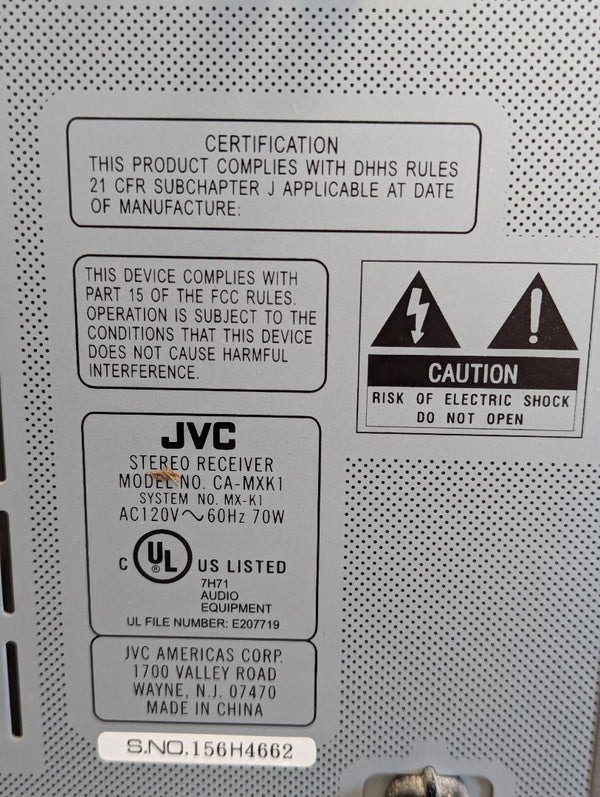 CERTIFICATION
THIS PRODUCT COMPLIES WITH DHHS RULES
21 CFR SUBCHAPTER J APPLICABLE AT DATE
OF MANUFACTURE:
THIS DEVICE COMPLIES WITH
PART 15 OF THE FCC RULES.
OPERATION IS SUBJECT TO THE
CONDITIONS THAT THIS DEVICE
DOES NOT CAUSE HARMFUL
INTERFERENCE.
CAUTION
RISK OF ELECTRIC SHOCK
DO NOT OPEN
JVC
STEREO RECEIVER
MODEL NO. CA-MXK1
SYSTEM NO. MX-K1
AC120V~60Hz 70W
C UL® US LISTED
7H71
AUDIO
EQUIPMENT
UL FILE NUMBER: E207719
JVC AMERICAS CORP.
1700 VALLEY ROAD
WAYNE, N.J. 07470
MADE IN CHINA
S.NO.156H4662